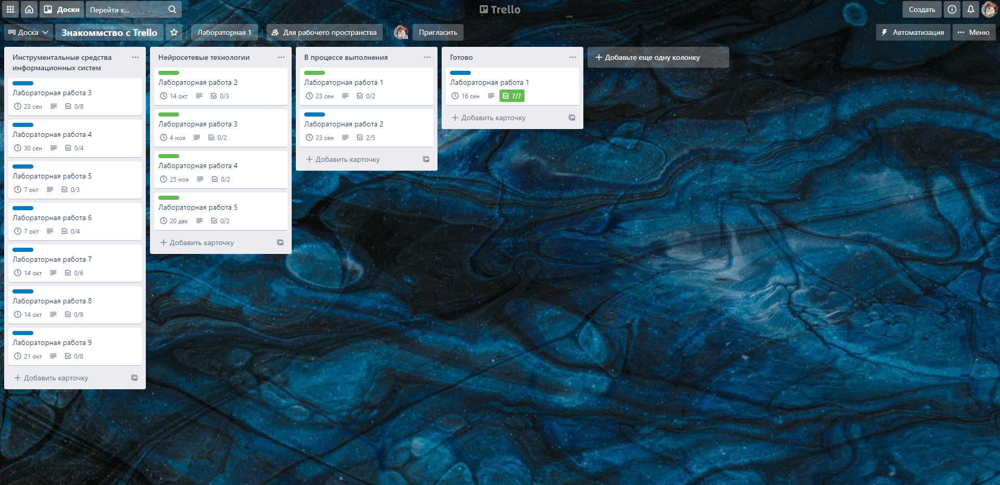 Доски
Перейти к...
Trello
Создать
Доска
Знакоммство с Trello
Лабораторная 1
Для рабочего пространства
Пригласить
Автоматизация
Меню
Инструментальные средства
информационных систем
Лабораторная работа 3
23 сен 0/8
Лабораторная работа 4
30 сен 0/4
Лабораторная работа 5
7 окт 0/3
Лабораторная работа 6
7 окт 0/4
Лабораторная работа 7
14 окт 0/6
Лабораторная работа 8
14 окт 0/9
Лабораторная работа 9
21 окт 0/8
Добавить карточку
Нейросетевые технологии
Лабораторная работа 2
14 окт 0/3
Лабораторная работа 3
4 ноя 0/2
Лабораторная работа 4
25 ноя 0/2
Лабораторная работа 5
20 дек 0/2
Добавить карточку
В процессе выполнения
Лабораторная работа 1
23 сен 0/2
Лабораторная работа 2
23 сен 2/5
Добавить карточку
Готово
Лабораторная работа 1
16 сен 7/7
Добавить карточку
Добавьте еще одну колонку